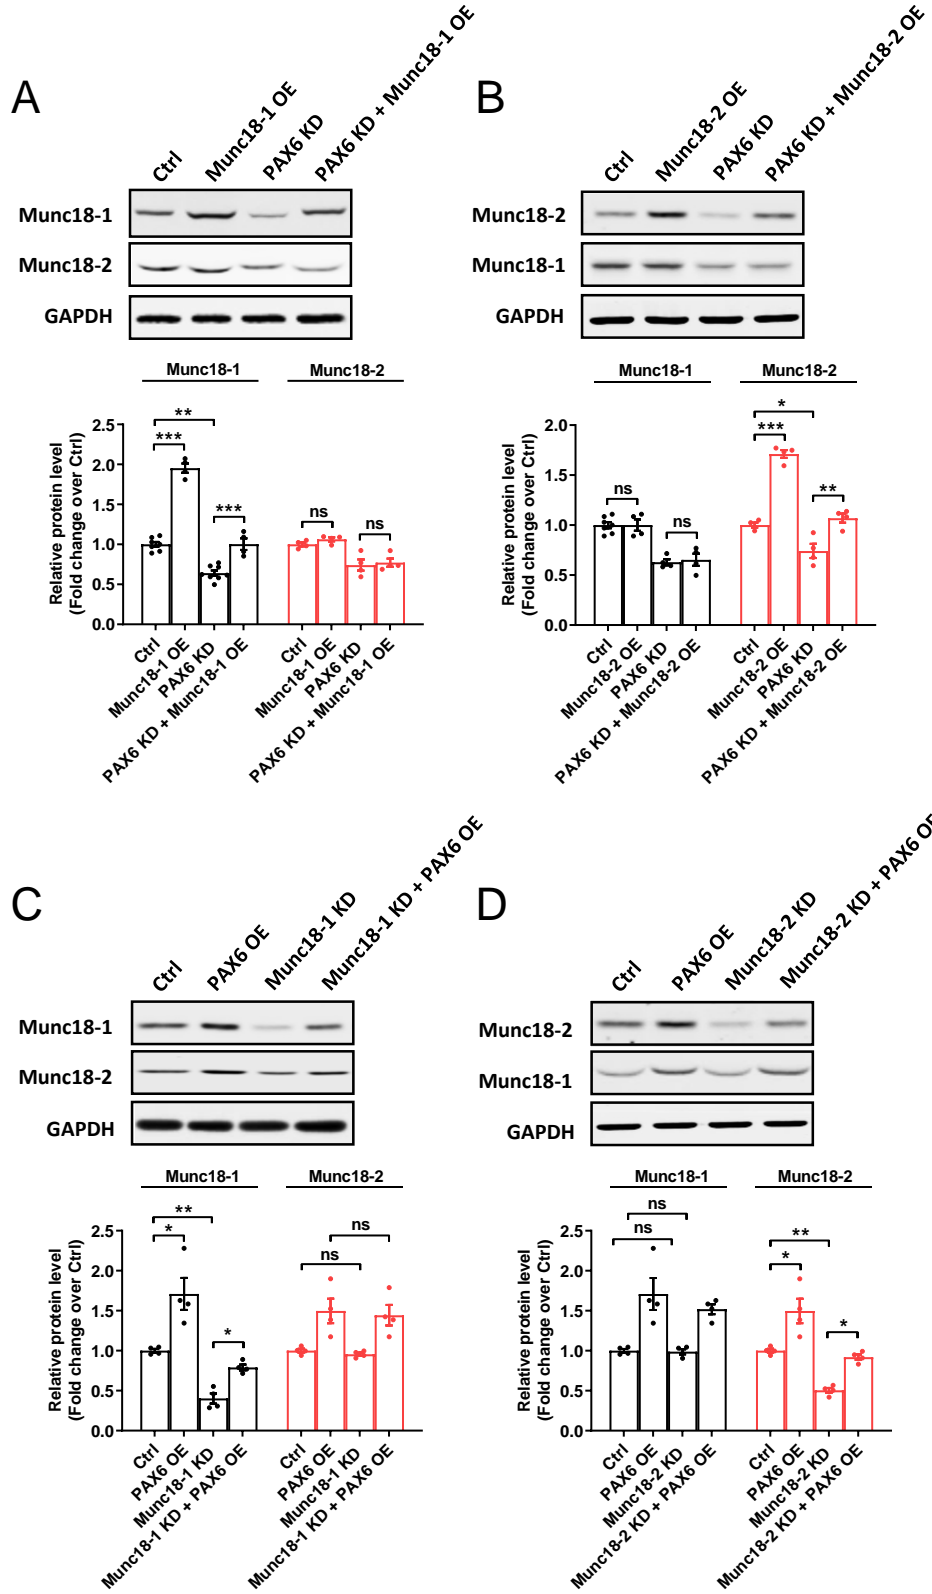 A
Ctrl
Munc18-1 OE
PAX6 KD
PAX6 KD + Munc18-1 OE
Munc18-1
Munc18-2
GAPDH
Munc18-1
Munc18-2
Relative protein level
(Fold change over Ctrl)
2.5
2.0
1.5
1.0
0.5
0.0
**
***
***
ns
ns
Ctrl
Munc18-1 OE
PAX6 KD
PAX6 KD + Munc18-1 OE
Ctrl
Munc18-1 OE
PAX6 KD
PAX6 KD + Munc18-1 OE
B
Ctrl
Munc18-2 OE
PAX6 KD
PAX6 KD + Munc18-2 OE
Munc18-2
Munc18-1
GAPDH
Munc18-1
Munc18-2
Relative protein level
(Fold change over Ctrl)
2.0
1.5
1.0
0.5
0.0
ns
ns
*
***
**
Ctrl
Munc18-2 OE
PAX6 KD
PAX6 KD + Munc18-2 OE
Ctrl
Munc18-2 OE
PAX6 KD
PAX6 KD + Munc18-2 OE
C
Ctrl
PAX6 OE
Munc18-1 KD
Munc18-1 KD + PAX6 OE
Munc18-1
Munc18-2
GAPDH
Munc18-1
Munc18-2
Relative protein level
(Fold change over Ctrl)
2.5
2.0
1.5
1.0
0.5
0.0
**
*
*
ns
ns
Ctrl
PAX6 OE
Munc18-1 KD
Munc18-1 KD + PAX6 OE
Ctrl
PAX6 OE
Munc18-1 KD
Munc18-1 KD + PAX6 OE
D
Ctrl
PAX6 OE
Munc18-2 KD
Munc18-2 KD + PAX6 OE
Munc18-2
Munc18-1
GAPDH
Munc18-1
Munc18-2
Relative protein level
(Fold change over Ctrl)
2.5
2.0
1.5
1.0
0.5
0.0
ns
ns
**
*
*
Ctrl
PAX6 OE
Munc18-2 KD
Munc18-2 KD + PAX6 OE
Ctrl
PAX6 OE
Munc18-2 KD
Munc18-2 KD + PAX6 OE